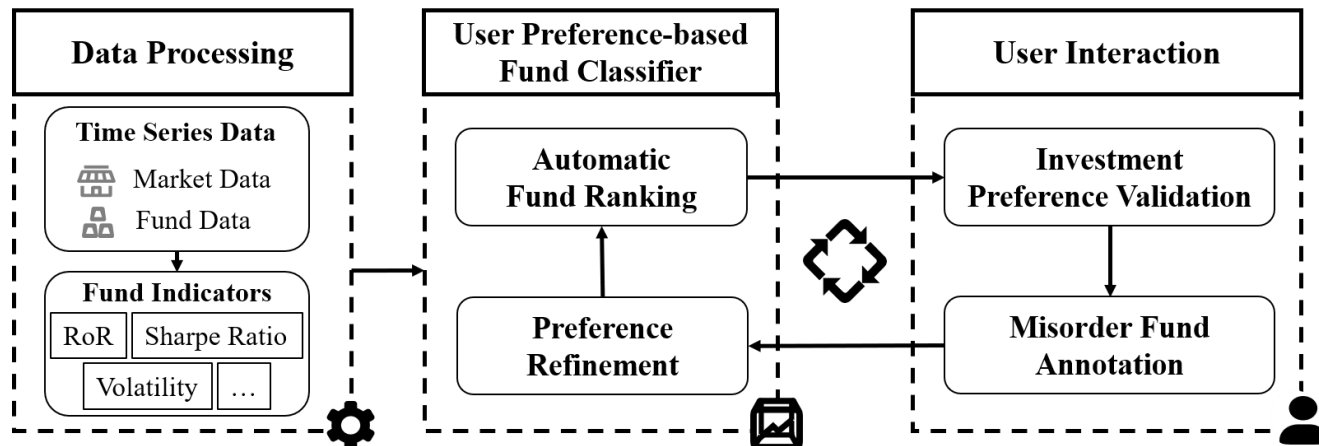 Data Processing
Time Series Data
Market Data
Fund Data
Fund Indicators
RoR
Sharpe Ratio
Volatility
...
User Preference-based
Fund Classifier
Automatic
Fund Ranking
Preference
Refinement
User Interaction
Investment
Preference Validation
Misorder Fund
Annotation